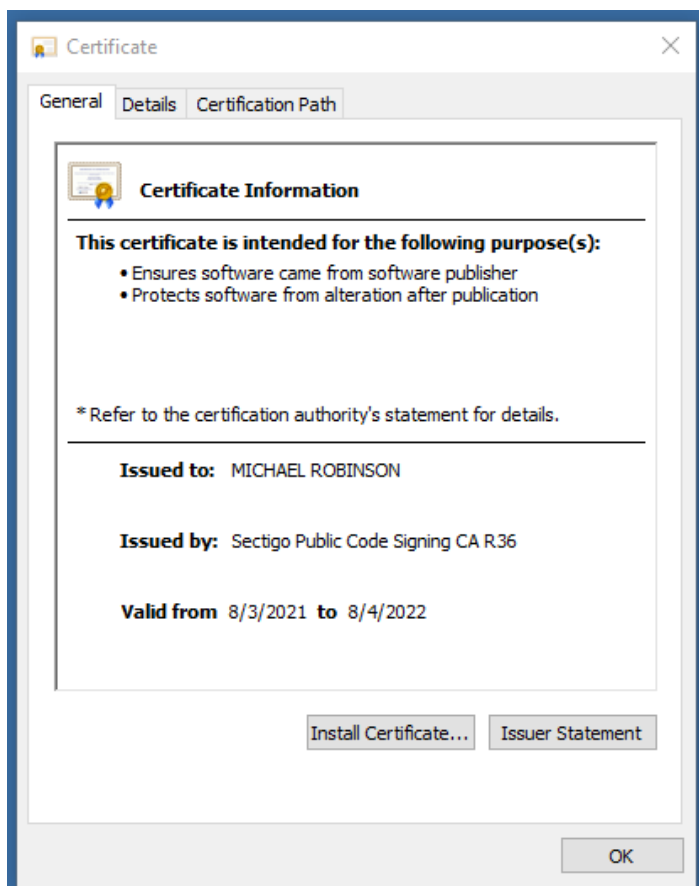 Certificate
General Details Certification Path
Certificate Information
This certificate is intended for the following purpose(s):
• Ensures software came from software publisher
• Protects software from alteration after publication
* Refer to the certification authority's statement for details.
Issued to: MICHAEL ROBINSON
Issued by: Sectigo Public Code Signing CA R36
Valid from 8/3/2021 to 8/4/2022
Install Certificate... Issuer Statement
OK